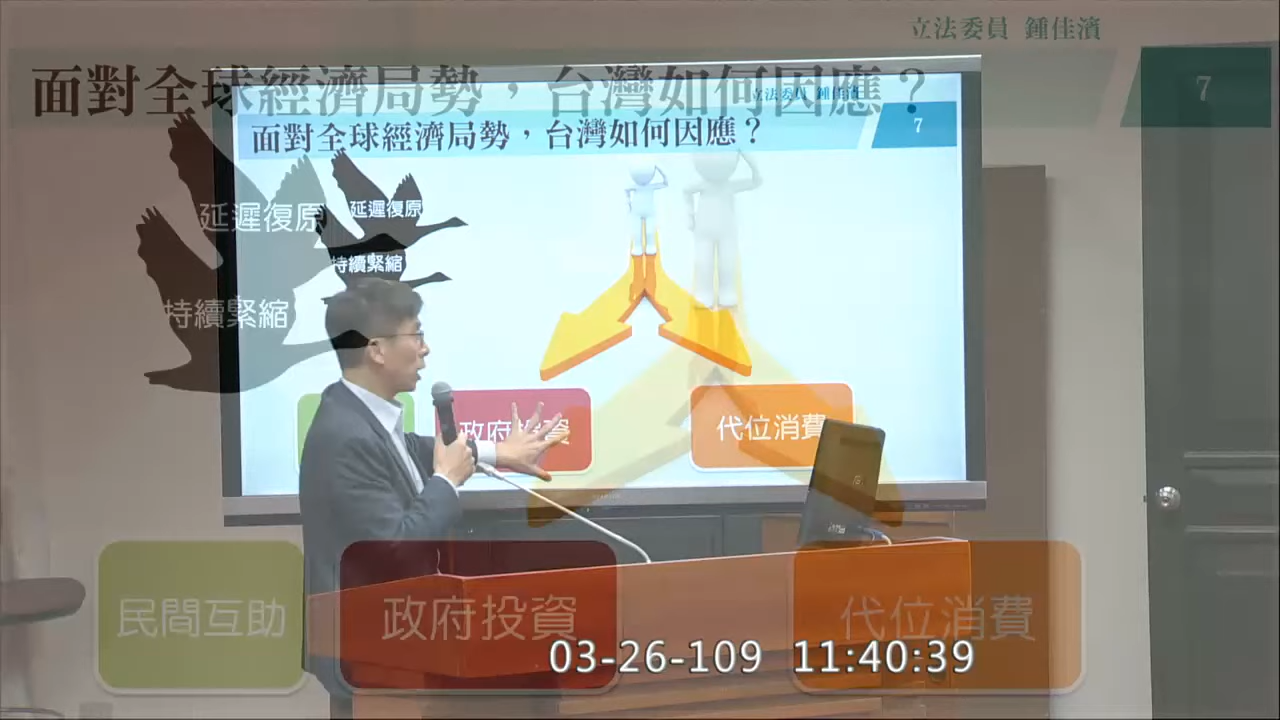 立法委員 鍾佳濱
7
面對全球經濟局勢，台灣如何因應？
立法委員 鍾佳濱
7
面對全球經濟局勢，台灣如何因應？
延遲復原
延遲復原
持續緊縮
持續緊縮
政府投資
代位消費
民間互助
政府投資
代位消費
03-26-109 11:40:39